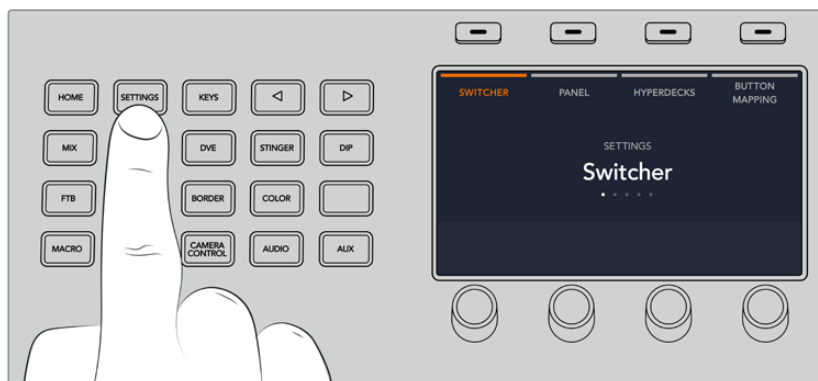 HOME SETTINGS KEYS
MIX DVE STINGER DIP
FTB BORDER COLOR
MACRO CAMERA CONTROL AUDIO AUX
SWITCHER PANEL HYPERDECKS BUTTON MAPPING
SETTINGS
Switcher